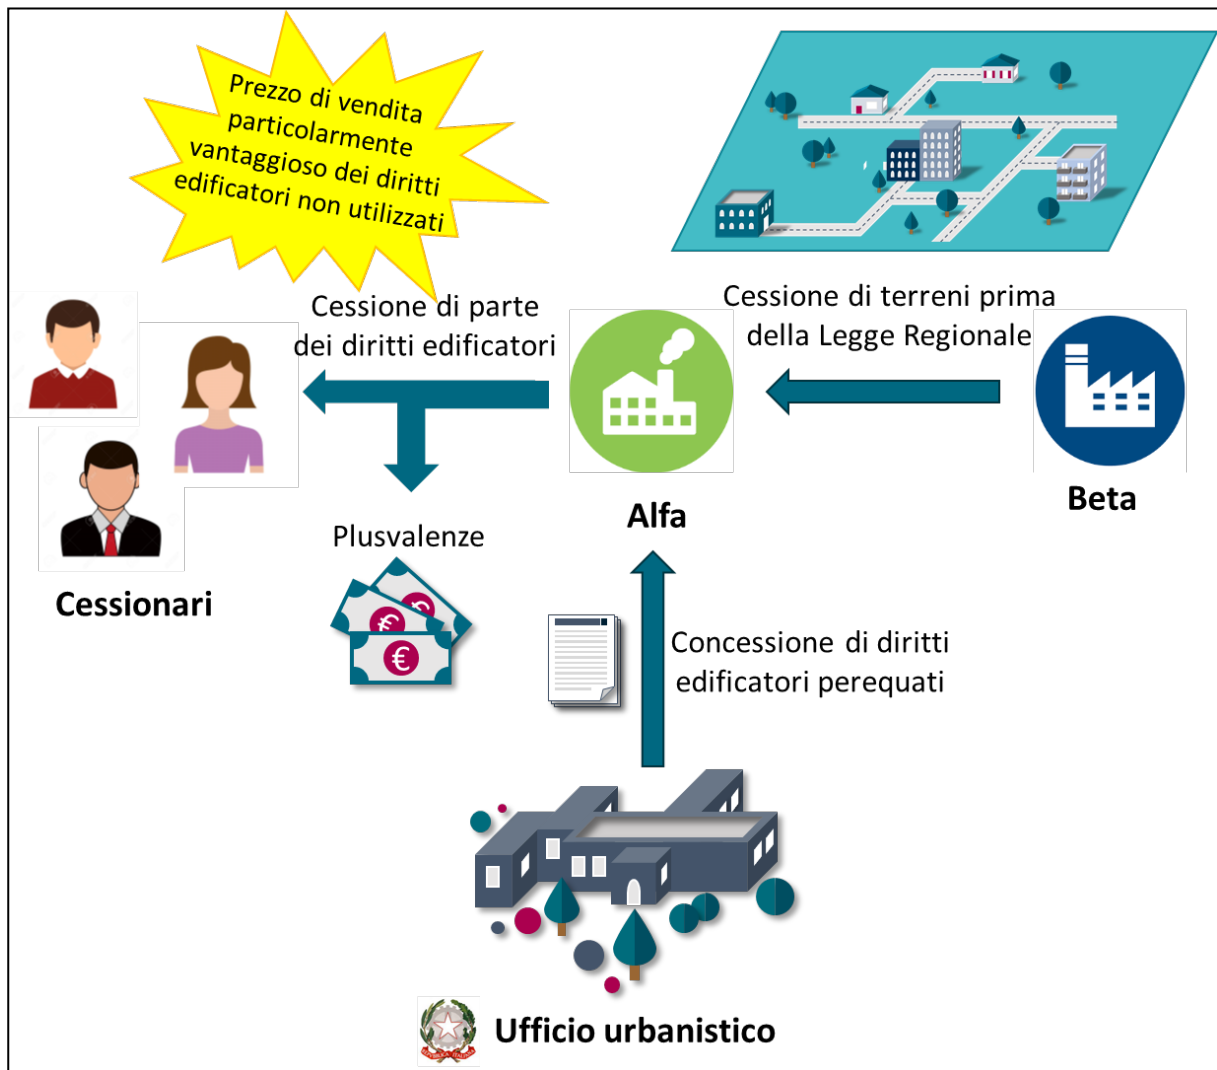 Prezzo di vendita
particolarmente
vantaggioso dei diritti
edificatori non utilizzati
Cessione di parte
dei diritti edificatori
Cessione di terreni prima
della Legge Regionale
Alfa
Beta
Plusvalenze
Cessionari
Concessione di diritti
edificatori perequati
Ufficio urbanistico